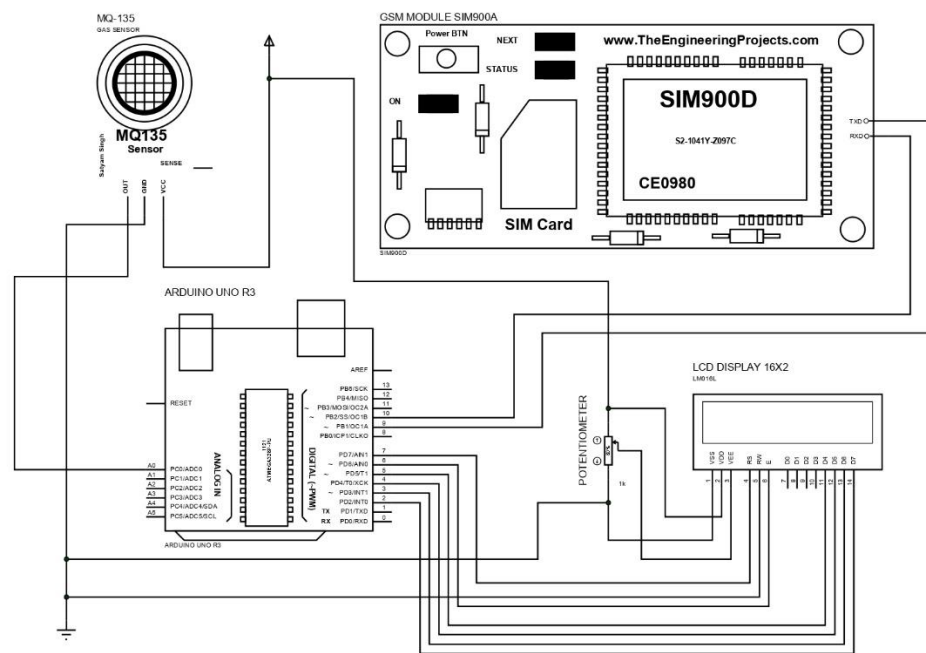 MQ-135
GAS SENSOR
MQ135
Sensor
Satyam Singh
SENSE
OUT
GND
VCC
GSM MODULE SIM900A
Power BTN
NEXT
STATUS
ON
www.TheEngineeringProjects.com
SIM900D
S2-1041Y-Z097C
CE0980
SIM Card
TXD
RXD
SIM900D
ARDUINO UNO R3
RESET
AREF
PB5/SCK 13
PB4/MISO 12
~ PB3/MOSI/OC2A 11
~ PB2/SS/OC1B 10
~ PB1/OC1A 9
PB0/ICP1/CLKO 8
PD7/AIN1 7
~ PD6/AIN0 6
~ PD5/T1 5
PD4/T0/XCK 4
~ PD3/INT1 3
PD2/INT0 2
TX PD1/TXD 1
RX PD0/RXD 0
DIGITAL (~PWM)
ANALOG IN
1121
A0 PC0/ADC0
A1 PC1/ADC1
A2 PC2/ADC2
A3 PC3/ADC3
A4 PC4/ADC4/SDA
A5 PC5/ADC5/SCL
ARDUINO UNO R3
POTENTIOMETER
1k
LCD DISPLAY 16X2
LM016L
VSS
VDD
VEE
RS
RW
E
D0
D1
D2
D3
D4
D5
D6
D7
1
2
3
4
5
6
7
8
9
10
11
12
13
14